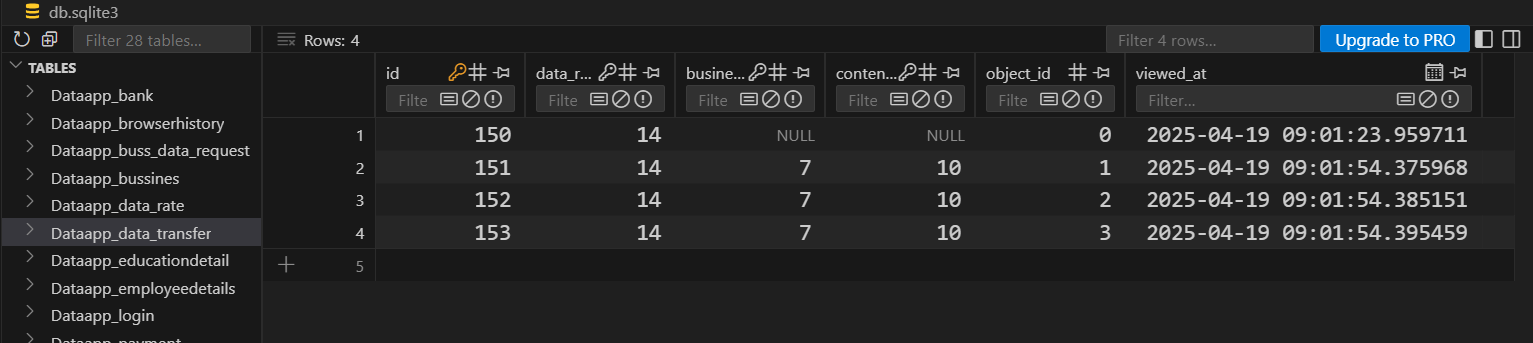 db.sqlite3
Filter 28 tables...
Rows: 4
Filter 4 rows...
Upgrade to PRO
TABLES
Dataapp_bank
Dataapp_browserhistory
Dataapp_buss_data_request
Dataapp_bussines
Dataapp_data_rate
Dataapp_data_transfer
Dataapp_educationdetail
Dataapp_employeedetails
Dataapp_login
Dataapp_payment
id data_r... busine... conten... object_id viewed_at
Filte Filte Filte Filte Filte Filter...
1 150 14 NULL NULL 0 2025-04-19 09:01:23.959711
2 151 14 7 10 1 2025-04-19 09:01:54.375968
3 152 14 7 10 2 2025-04-19 09:01:54.385151
4 153 14 7 10 3 2025-04-19 09:01:54.395459
5